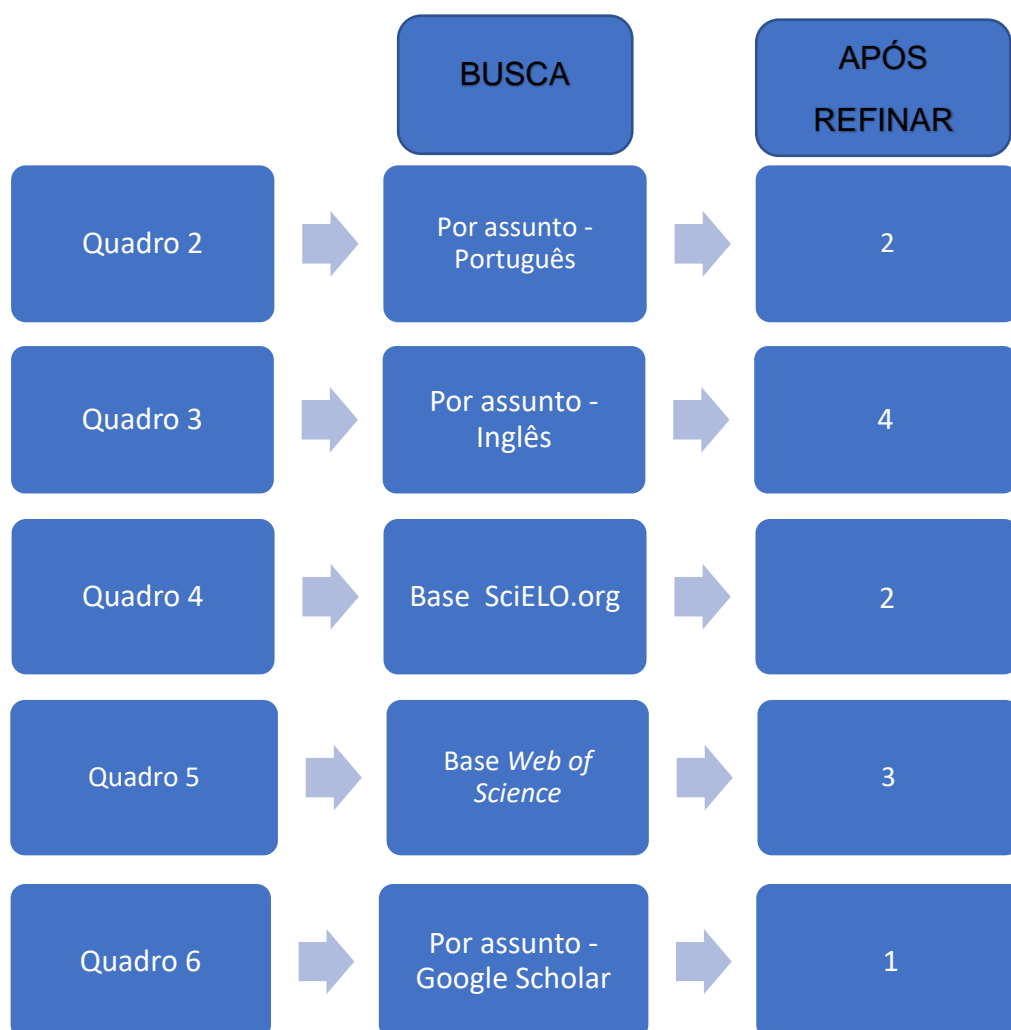 BUSCA
APÓS
REFINAR
Quadro 2
Por assunto -
Português
2
Quadro 3
Por assunto -
Inglês
4
Quadro 4
Base SciELO.org
2
Quadro 5
Base Web of
Science
3
Quadro 6
Por assunto -
Google Scholar
1